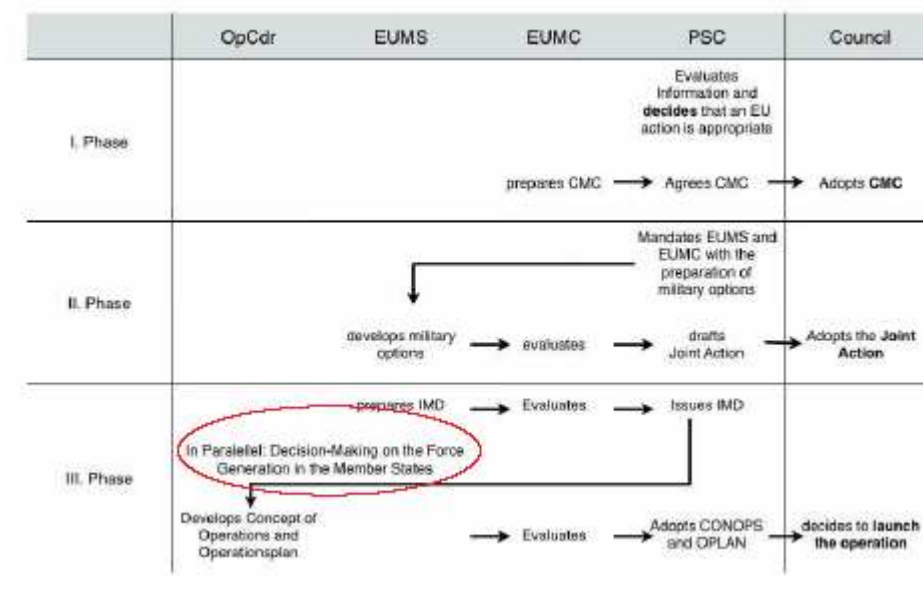 OpCdr EUMS EUMC PSC Council
I. Phase
Evaluates
Information and
decides that an EU
action is appropriate
prepares CMC Agrees CMC Adopts CMC
II. Phase
Mandates EUMS and
EUMC with the
preparation of
military options
develops military
options
evaluates
drafts
Joint Action
Adopts the Joint
Action
III. Phase
prepares IMD Evaluates Issues IMD
In Paralellel: Decision-Making on the Force
Generation in the Member States
Develops Concept of
Operations and
Operationsplan
Evaluates
Adopts CONOPS
and OPLAN
decides to launch
the operation